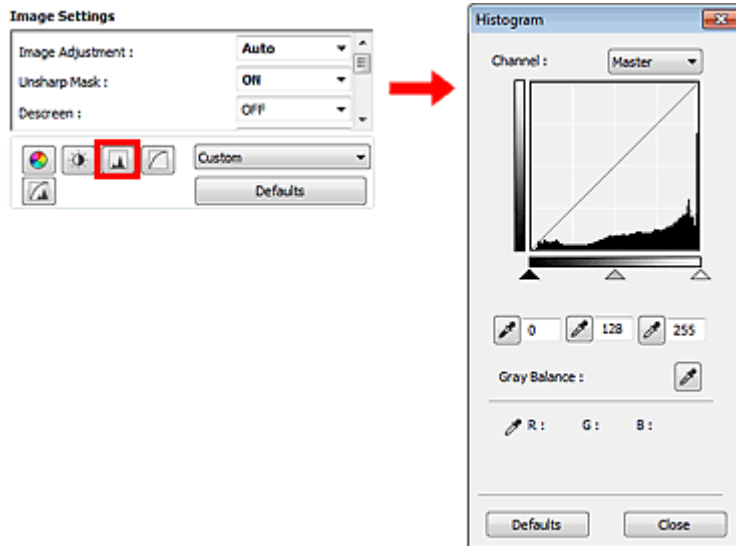 Image Settings
Image Adjustment : Auto
Unsharp Mask : ON
Descreen : OFF
Custom
Defaults
Histogram
Channel : Master
0 128 255
Gray Balance :
R : G : B :
Defaults Close